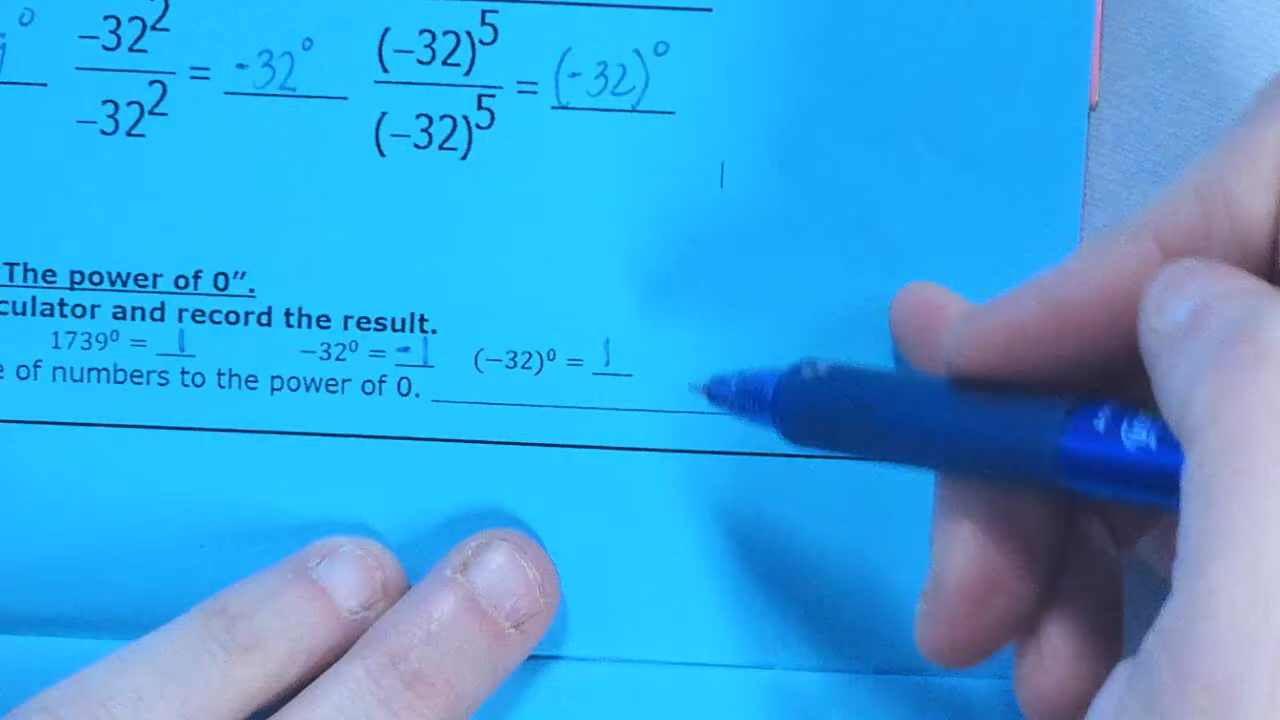 -32² / -32² = -32⁰ (-32)⁵ / (-32)⁵ = (-32)⁰
The power of 0”.
culator and record the result.
1739⁰ = 1 -32⁰ = -1 (-32)⁰ = 1
e of numbers to the power of 0.